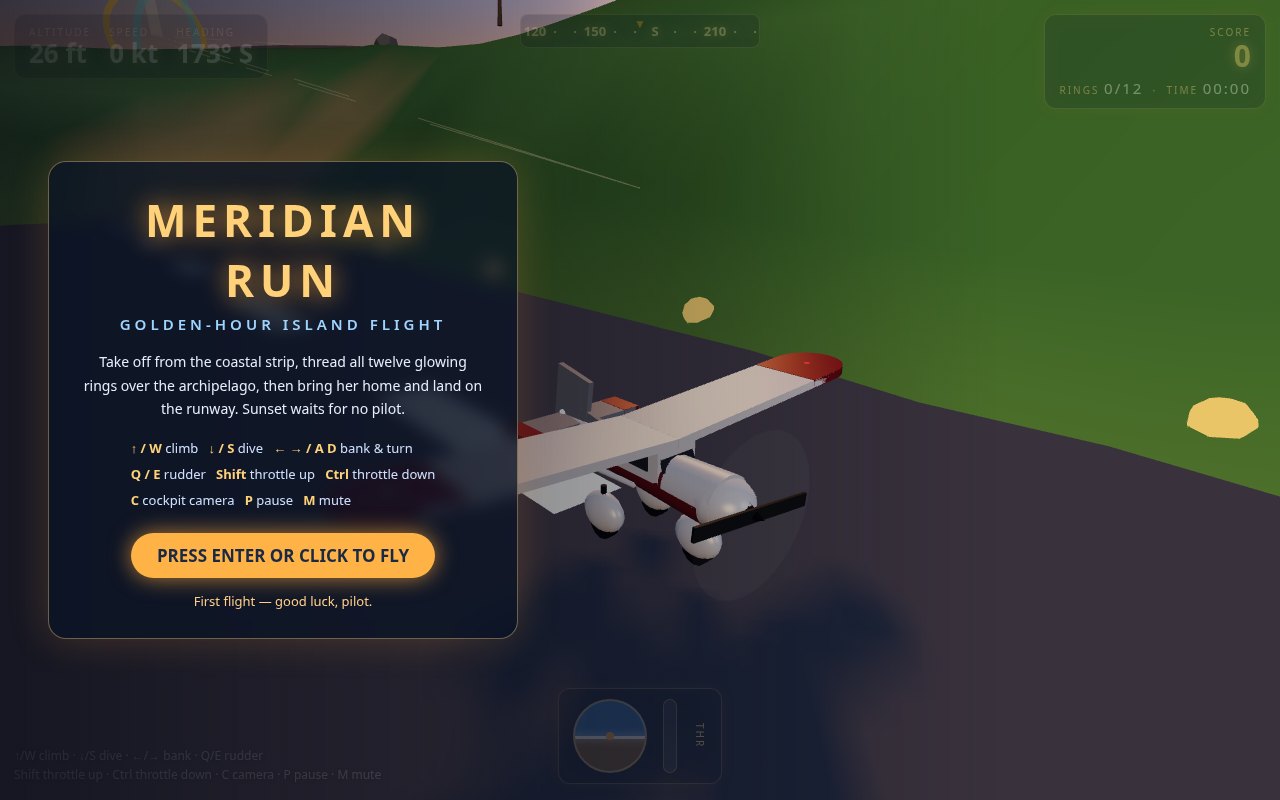 ALTITUDE SPEED HEADING
26 ft 0 kt 173° S
120 · · 150 · · S · · 210 · ·
SCORE
0
RINGS 0/12 · TIME 00:00
MERIDIAN
RUN
GOLDEN-HOUR ISLAND FLIGHT
Take off from the coastal strip, thread all twelve glowing
rings over the archipelago, then bring her home and land on
the runway. Sunset waits for no pilot.
↑ / W climb ↓ / S dive ← → / A D bank & turn
Q / E rudder Shift throttle up Ctrl throttle down
C cockpit camera P pause M mute
PRESS ENTER OR CLICK TO FLY
First flight — good luck, pilot.
THR
↑/W climb · ↓/S dive · ←/→ bank · Q/E rudder
Shift throttle up · Ctrl throttle down · C camera · P pause · M mute